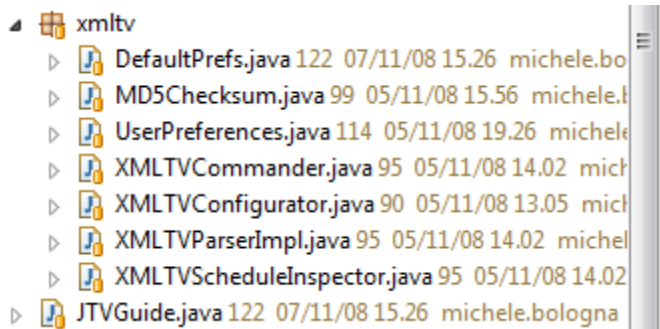 xmltv
DefaultPrefs.java 122 07/11/08 15.26 michele.bo
MD5Checksum.java 99 05/11/08 15.56 michele.b
UserPreferences.java 114 05/11/08 19.26 michele
XMLTVCommander.java 95 05/11/08 14.02 mich
XMLTVConfigurator.java 90 05/11/08 13.05 mich
XMLTVParserImpl.java 95 05/11/08 14.02 michel
XMLTVScheduleInspector.java 95 05/11/08 14.02
JTVGuide.java 122 07/11/08 15.26 michele.bologna